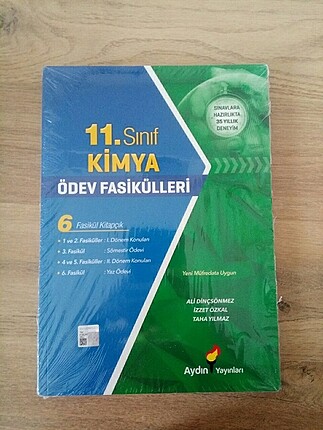 SINAVLARA
HAZIRLIKTA
35 YILLIK
DENEYİM
11. Sınıf
KİMYA
ÖDEV FASİKÜLLERİ
6 Fasikül Kitapçık
1 ve 2. Fasiküller : I. Dönem Konuları
3. Fasikül : Sömestir Ödevi
4 ve 5. Fasiküller : II. Dönem Konuları
6. Fasikül : Yaz Ödevi
Yeni Müfredata Uygun
ALİ DİNÇSÖNMEZ
İZZET ÖZKAL
TAHA YILMAZ
Aydın Yayınları